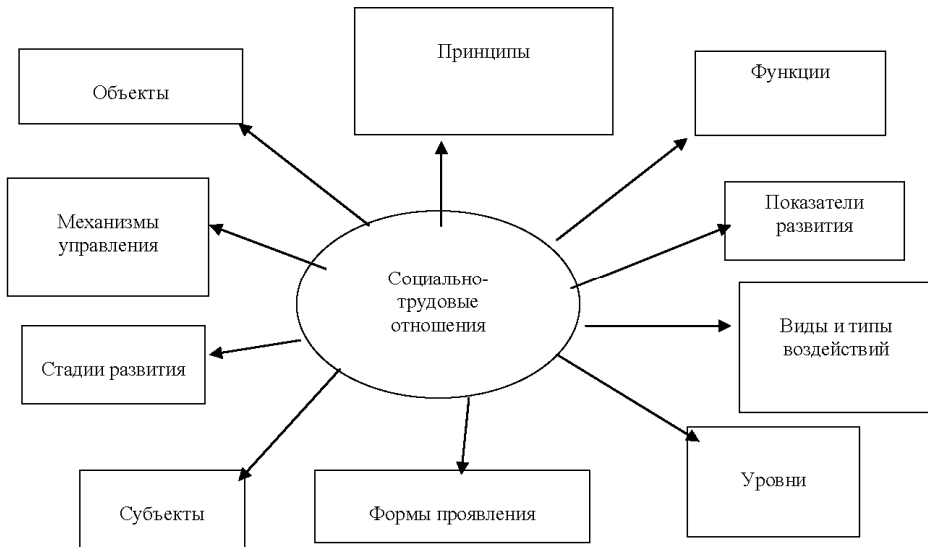 Принципы
Функции
Объекты
Механизмы
управления
Показатели
развития
Социально-
трудовые
отношения
Виды и типы
воздействий
Стадии развития
Уровни
Субъекты
Формы проявления